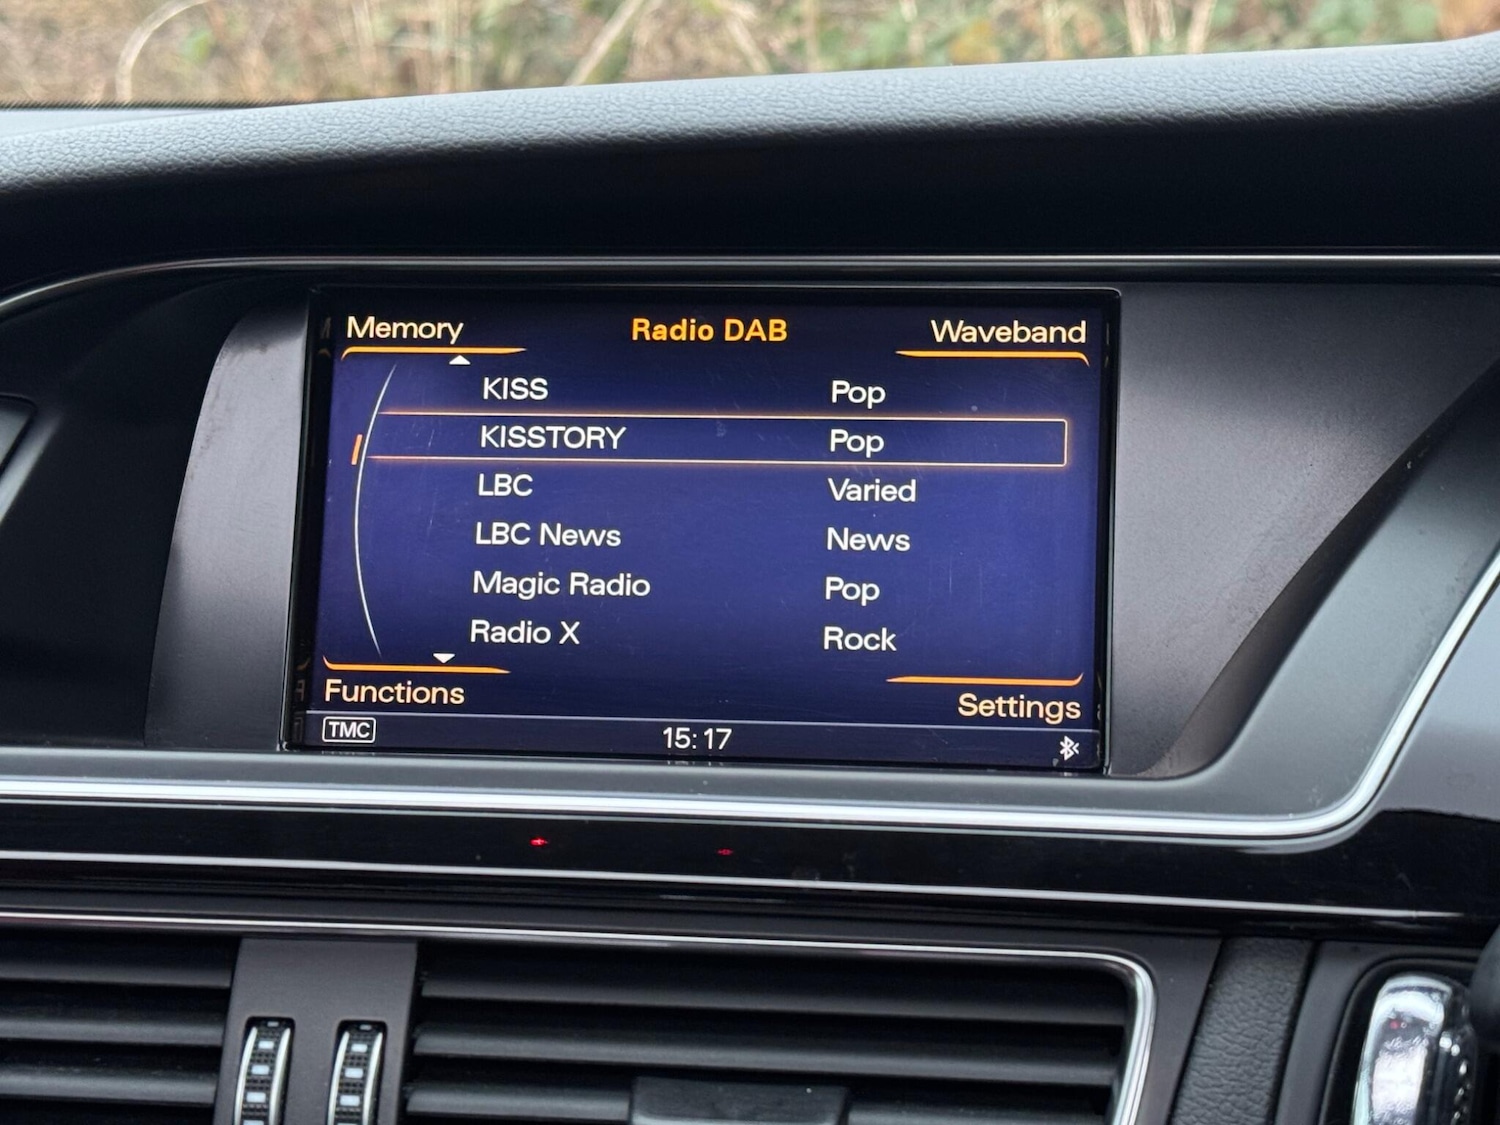 Memory Radio DAB Waveband
KISS Pop
KISSTORY Pop
LBC Varied
LBC News News
Magic Radio Pop
Radio X Rock
Functions Settings
TMC 15:17